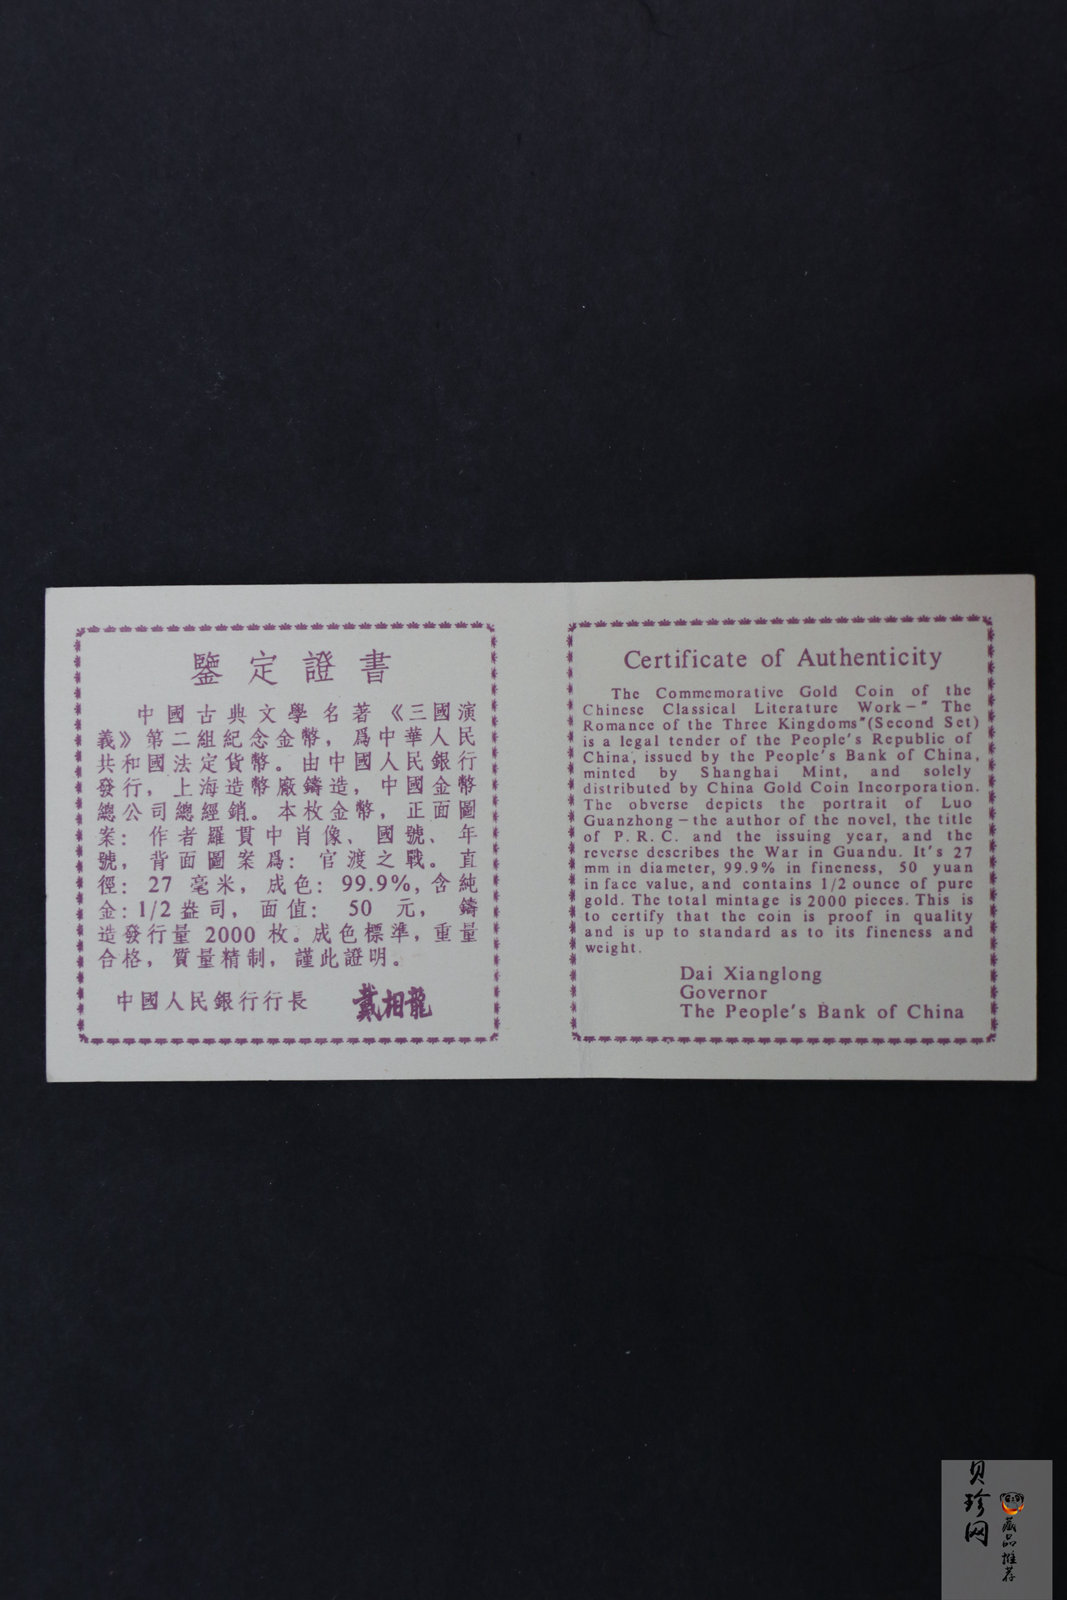 鑒定證書
中國古典文學名著《三國演
義》第二組紀念金幣，爲中華人民
共和國法定貨幣。由中國人民銀行
發行，上海造幣廠鑄造，中國金幣
總公司總經銷。本枚金幣，正面圖
案：作者羅貫中肖像、國號、年
號，背面圖案爲：官渡之戰。直
徑：27 毫米，成色：99.9%，含純
金：1/2 盎司，面值： 50 元，鑄
造發行量 2000 枚。成色標準，重量
合格，質量精制，謹此證明。
中國人民銀行行長 戴相龍
Certificate of Authenticity
The Commemorative Gold Coin of the
Chinese Classical Literature Work—" The
Romance of the Three Kingdoms"(Second Set)
is a legal tender of the People's Republic of
China, issued by the People's Bank of China,
minted by Shanghai Mint, and solely
distributed by China Gold Coin Incorporation.
The obverse depicts the portrait of Luo
Guanzhong—the author of the novel, the title
of P.R.C. and the issuing year, and the
reverse describes the War in Guandu. It's 27
mm in diameter, 99.9% in fineness, 50 yuan
in face value, and contains 1/2 ounce of pure
gold. The total mintage is 2000 pieces. This is
to certify that the coin is proof in quality
and is up to standard as to its fineness and
weight.
Dai Xianglong
Governor
The People's Bank of China
贝珍网
藏品推荐